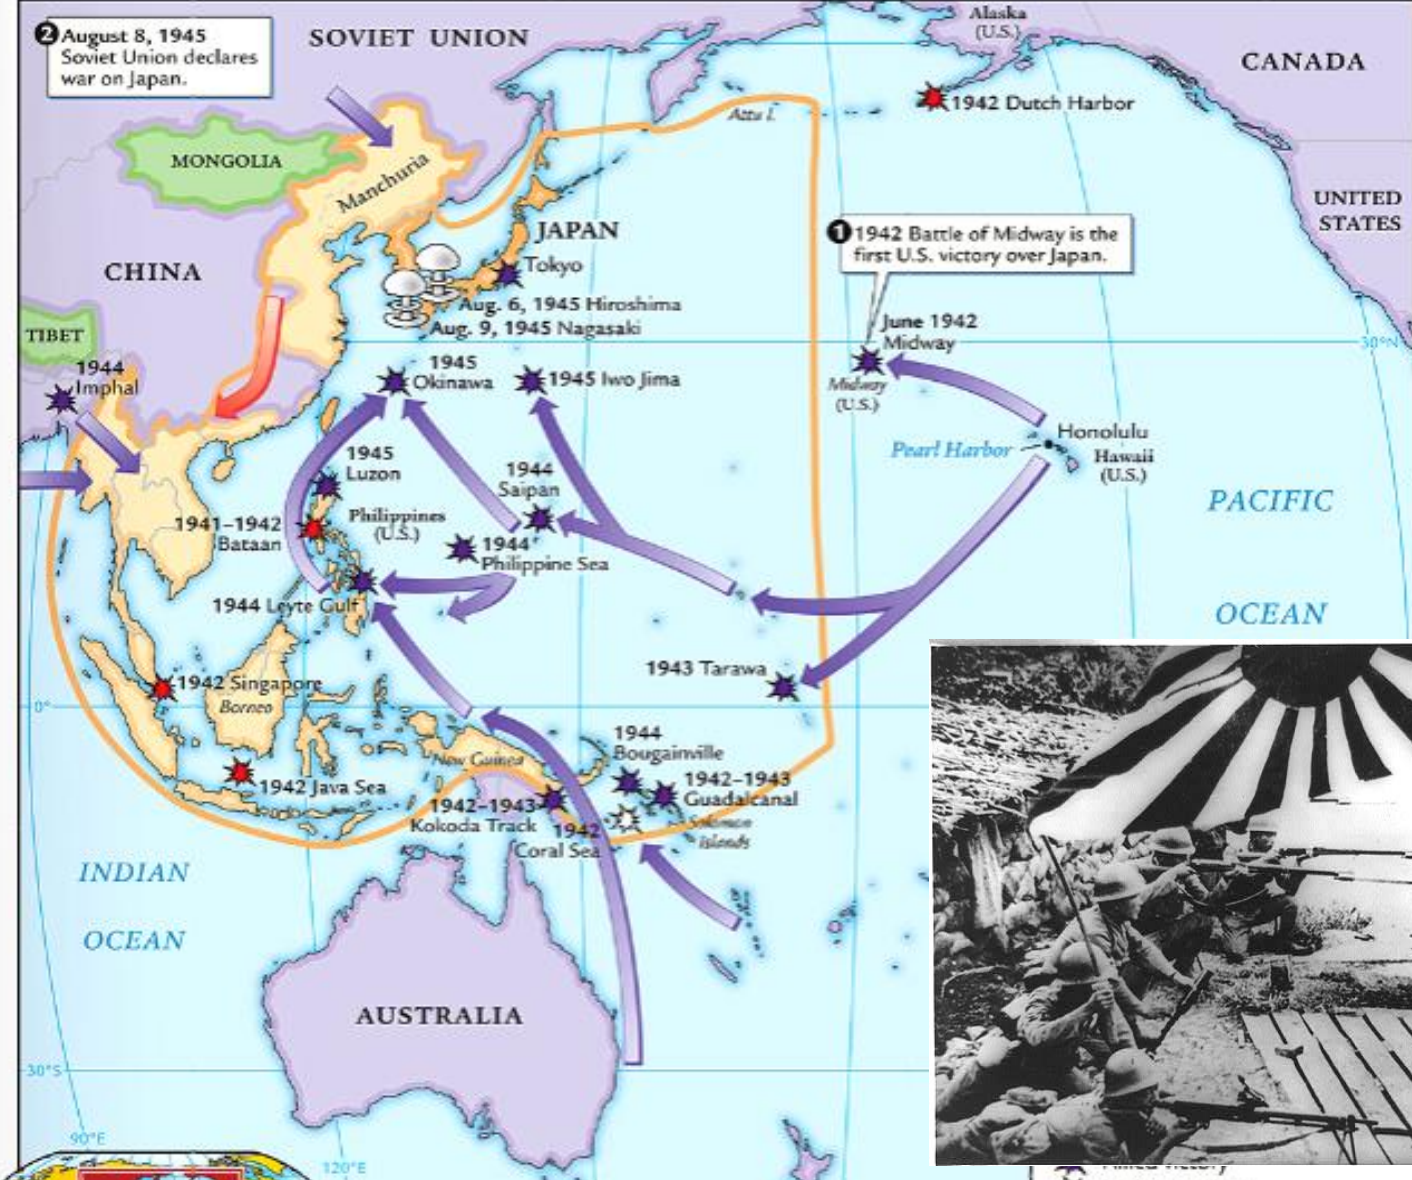 ❷ August 8, 1945
Soviet Union declares
war on Japan.
SOVIET UNION
Alaska
(U.S.)
CANADA
1942 Dutch Harbor
Attu I.
MONGOLIA
Manchuria
UNITED
STATES
JAPAN
Tokyo
❶ 1942 Battle of Midway is the
first U.S. victory over Japan.
CHINA
Aug. 6, 1945 Hiroshima
Aug. 9, 1945 Nagasaki
TIBET
June 1942
Midway
30°N
1944
Imphal
1945
Okinawa
1945 Iwo Jima
Midway
(U.S.)
Honolulu
Pearl Harbor
Hawaii
(U.S.)
1945
Luzon
1944
Saipan
PACIFIC
OCEAN
1941–1942
Bataan
Philippines
(U.S.)
1944
Philippine Sea
1944 Leyte Gulf
1943 Tarawa
1942 Singapore
0°
Borneo
1944
Bougainville
New Guinea
1942 Java Sea
1942–1943
Guadalcanal
1942–1943
Kokoda Track
Solomon
Islands
1942
Coral Sea
INDIAN
OCEAN
AUSTRALIA
30°S
90°E
120°E
victory